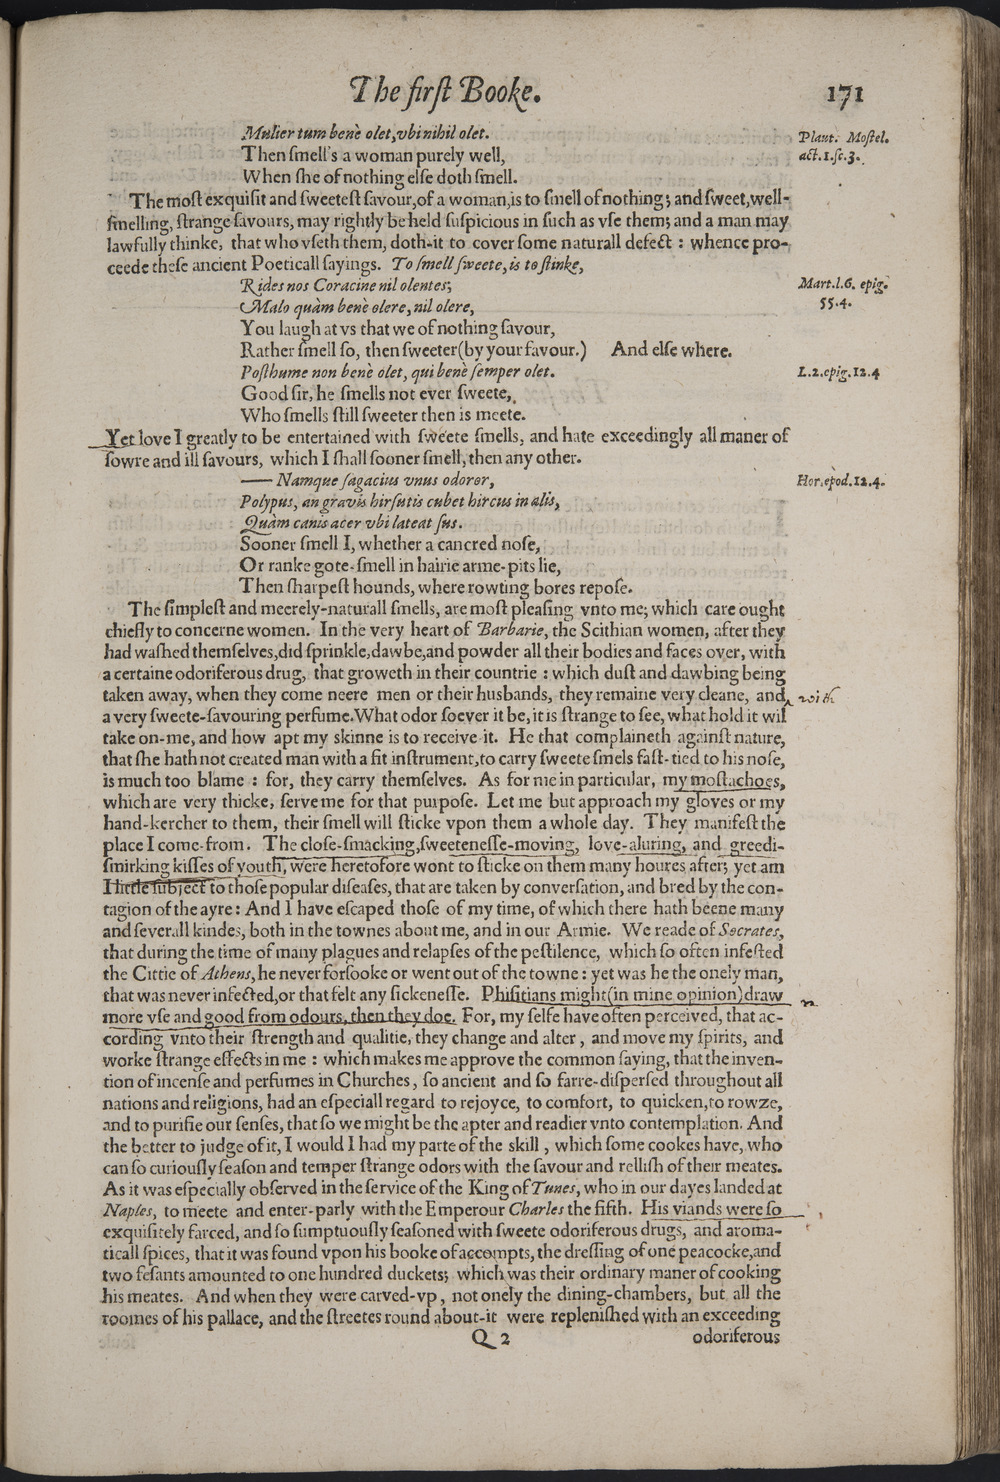 The firſt Booke. 171
Mulier tum benè olet, vbi nihil olet. Plaut. Moſtel.
Then ſmell's a woman purely well, act.1.ſc.3.
When ſhe of nothing elſe doth ſmell.
The moſt exquiſit and ſweeteſt ſavour, of a woman, is to ſmell of nothing; and ſweet, well-
ſmelling, ſtrange ſavours, may rightly be held ſuſpicious in ſuch as vſe them; and a man may
lawfully thinke, that who vſeth them, doth-it to cover ſome naturall defect : whence pro-
ceede theſe ancient Poeticall ſayings. To ſmell ſweete, is to ſtinke,
Rides nos Coracine nil olentes; Mart.l.6. epig.
Malo quàm benè olere, nil olere, 55.4.
You laugh at vs that we of nothing ſavour,
Rather ſmell ſo, then ſweeter (by your favour.) And elſe where.
Poſthume non benè olet, qui benè ſemper olet. L.2.epig.12.4
Good ſir, he ſmells not ever ſweete,
Who ſmells ſtill ſweeter then is meete.
Yet love I greatly to be entertained with ſweete ſmells, and hate exceedingly all maner of
ſowre and ill ſavours, which I ſhall ſooner ſmell, then any other.
— Namque ſagacius vnus odoror, Hor.epod.12.4.
Polypus, an gravis hirſutis cubet hircus in alis,
Quàm canis acer vbi lateat ſus.
Sooner ſmell I, whether a cancred noſe,
Or ranke gote-ſmell in hairie arme-pits lie,
Then ſharpeſt hounds, where rowting bores repoſe.
The ſimpleſt and meerely-naturall ſmells, are moſt pleaſing vnto me; which care ought
chiefly to concerne women. In the very heart of Barbarie, the Scithian women, after they
had waſhed themſelves, did ſprinkle, dawbe, and powder all their bodies and faces over, with
a certaine odoriferous drug, that groweth in their countrie : which duſt and dawbing being
taken away, when they come neere men or their husbands, they remaine very cleane, and ‸ with
a very ſweete-ſavouring perfume. What odor ſoever it be, it is ſtrange to ſee, what hold it wil
take on-me, and how apt my skinne is to receive-it. He that complaineth againſt nature,
that ſhe hath not created man with a fit inſtrument, to carry ſweete ſmels faſt-tied to his noſe,
is much too blame : for, they carry themſelves. As for me in particular, my moſtachoes,
which are very thicke, ſerve me for that purpoſe. Let me but approach my gloves or my
hand-kercher to them, their ſmell will ſticke vpon them a whole day. They manifeſt the
place I come-from. The cloſe-ſmacking, ſweeteneſſe-moving, love-aluring, and greedi-
ſmirking kiſſes of youth, were heretofore wont to ſticke on them many houres after; yet am
I little ſubject to thoſe popular diſeaſes, that are taken by converſation, and bred by the con-
tagion of the ayre : And I have eſcaped thoſe of my time, of which there hath beene many
and ſeverall kindes, both in the townes about me, and in our Armie. We reade of Socrates,
that during the time of many plagues and relapſes of the peſtilence, which ſo often infeſted
the Cittie of Athens, he never forſooke or went out of the towne : yet was he the onely man,
that was never infected, or that felt any ſickeneſſe. Phiſitians might (in mine opinion) draw
more vſe and good from odours, then they doe. For, my ſelfe have often perceived, that ac-
cording vnto their ſtrength and qualitie, they change and alter, and move my ſpirits, and
worke ſtrange effects in me : which makes me approve the common ſaying, that the inven-
tion of incenſe and perfumes in Churches, ſo ancient and ſo farre-diſperſed throughout all
nations and religions, had an eſpeciall regard to rejoyce, to comfort, to quicken, to rowze,
and to purifie our ſenſes, that ſo we might be the apter and readier vnto contemplation. And
the better to judge of it, I would I had my parte of the skill, which ſome cookes have, who
can ſo curiouſly ſeaſon and temper ſtrange odors with the ſavour and relliſh of their meates.
As it was eſpecially obſerved in the ſervice of the King of Tunes, who in our dayes landed at
Naples, to meete and enter-parly with the Emperour Charles the fifth. His viands were ſo
exquiſitely farced, and ſo ſumptuouſly ſeaſoned with ſweete odoriferous drugs, and aroma-
ticall ſpices, that it was found vpon his booke of accompts, the dreſſing of one peacocke, and
two feſants amounted to one hundred duckets; which was their ordinary maner of cooking
his meates. And when they were carved-vp, not onely the dining-chambers, but all the
roomes of his pallace, and the ſtreetes round about-it were repleniſhed with an exceeding
Q 2 odoriferous